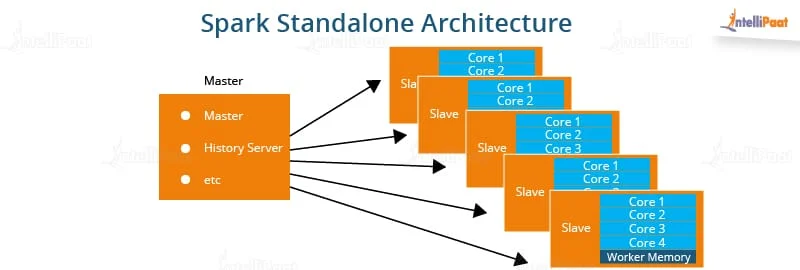 Spark Standalone Architecture
IntelliPaat
Master
Master
History Server
etc
Core 1
Core 2
Sla
Core 1
Core 2
Slave
Core 1
Core 2
Core 3
Slave
Core 1
Core 2
Slave
Core 1
Core 2
Core 3
Core 4
Slave
Worker Memory